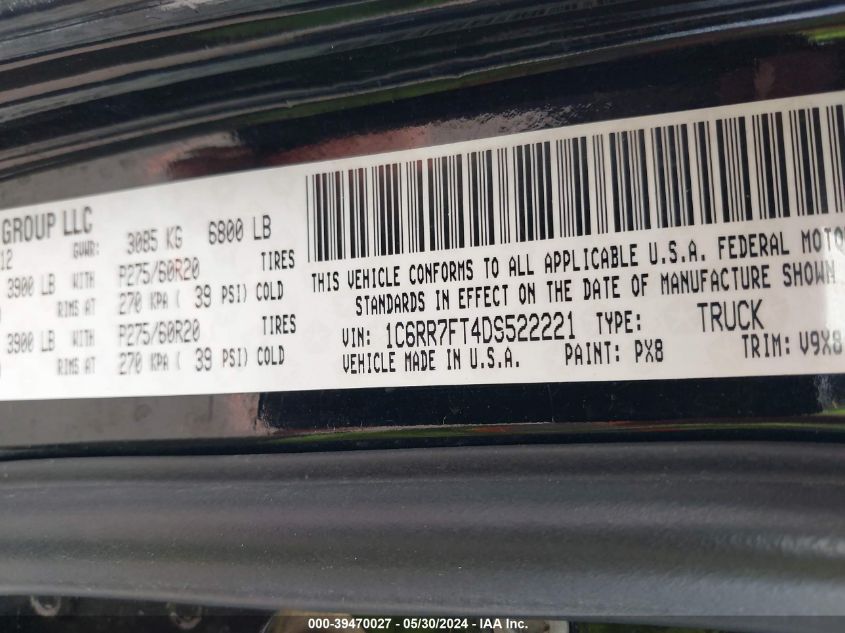 GROUP LLC
12 GVWR: 3085 KG 6800 LB
3900 LB WITH P275/60R20 TIRES
RIMS AT 270 KPA ( 39 PSI) COLD
3900 LB WITH P275/60R20 TIRES
RIMS AT 270 KPA ( 39 PSI) COLD
THIS VEHICLE CONFORMS TO ALL APPLICABLE U.S.A. FEDERAL MOTO
STANDARDS IN EFFECT ON THE DATE OF MANUFACTURE SHOWN
VIN: 1C6RR7FT4DS522221 TYPE: TRUCK
VEHICLE MADE IN U.S.A. PAINT: PX8 TRIM: V9X8
000-39470027 - 05/30/2024 - IAA Inc.